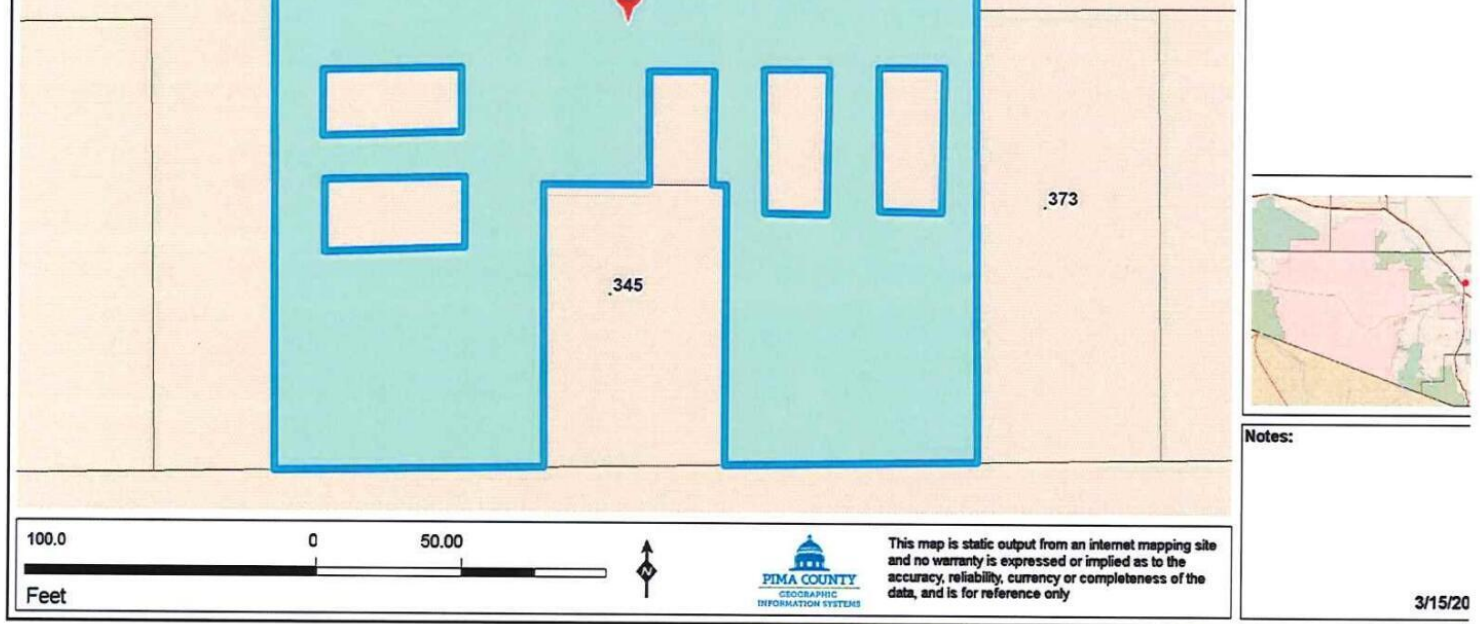 373
345
Notes:
100.0 0 50.00
Feet
N
PIMA COUNTY
GEOGRAPHIC
INFORMATION SYSTEMS
This map is static output from an internet mapping site
and no warranty is expressed or implied as to the
accuracy, reliability, currency or completeness of the
data, and is for reference only
3/15/20